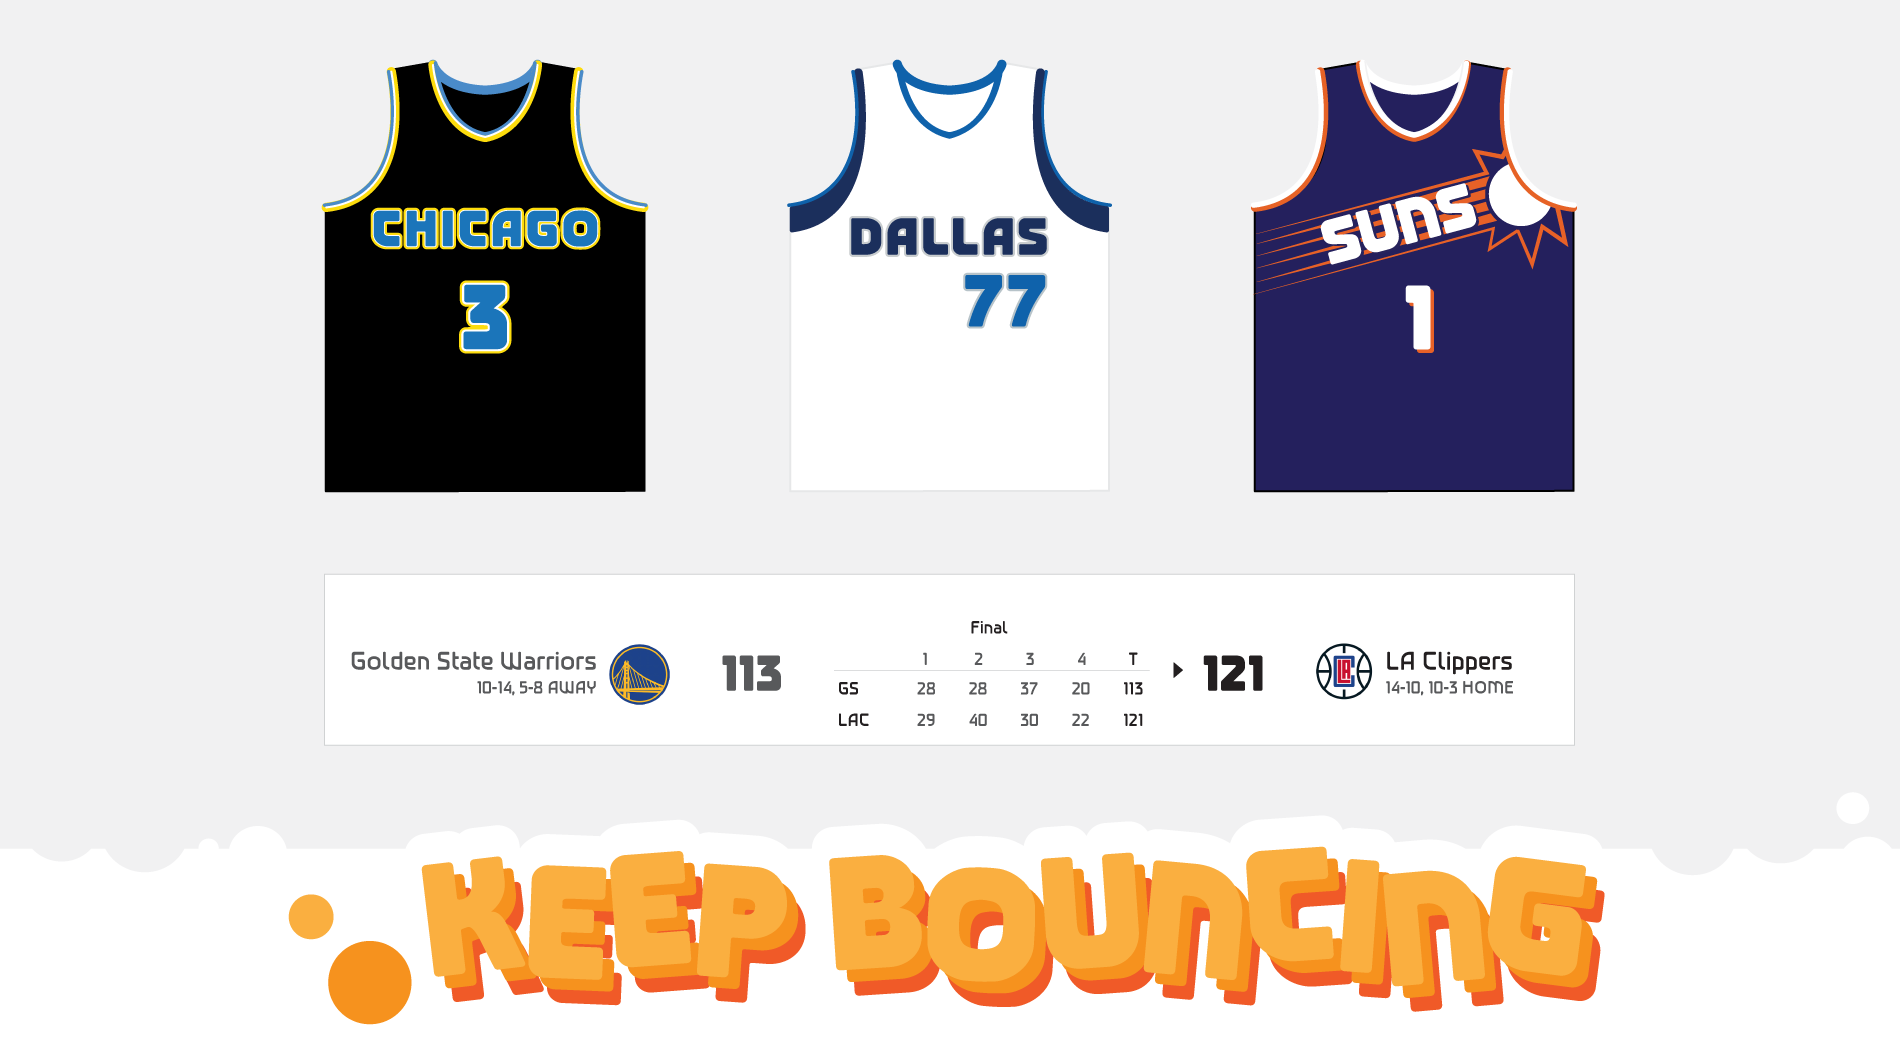 CHICAGO
3
DALLAS
77
SUNS
1
Final
Golden State Warriors
10-14, 5-8 AWAY
113
1 2 3 4 T
GS 28 28 37 20 113
LAC 29 40 30 22 121
121
LA
LA Clippers
14-10, 10-3 HOME
KEEP BOUNCING